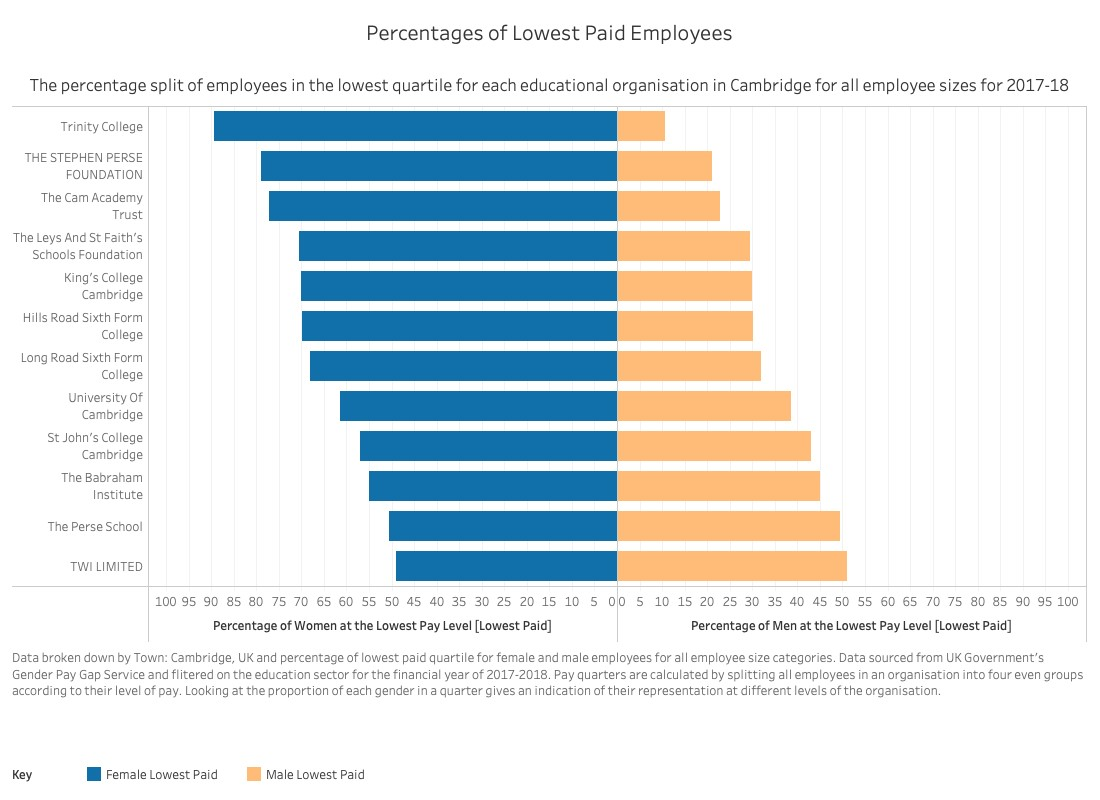 Percentages of Lowest Paid Employees
The percentage split of employees in the lowest quartile for each educational organisation in Cambridge for all employee sizes for 2017-18
Trinity College
THE STEPHEN PERSE
FOUNDATION
The Cam Academy
Trust
The Leys And St Faith's
Schools Foundation
King's College
Cambridge
Hills Road Sixth Form
College
Long Road Sixth Form
College
University Of
Cambridge
St John's College
Cambridge
The Babraham
Institute
The Perse School
TWI LIMITED
100 95 90 85 80 75 70 65 60 55 50 45 40 35 30 25 20 15 10 5 0 0 5 10 15 20 25 30 35 40 45 50 55 60 65 70 75 80 85 90 95 100
Percentage of Women at the Lowest Pay Level [Lowest Paid] Percentage of Men at the Lowest Pay Level [Lowest Paid]
Data broken down by Town: Cambridge, UK and percentage of lowest paid quartile for female and male employees for all employee size categories. Data sourced from UK Government's
Gender Pay Gap Service and flitered on the education sector for the financial year of 2017-2018. Pay quarters are calculated by splitting all employees in an organisation into four even groups
according to their level of pay. Looking at the proportion of each gender in a quarter gives an indication of their representation at different levels of the organisation.
Key Female Lowest Paid Male Lowest Paid